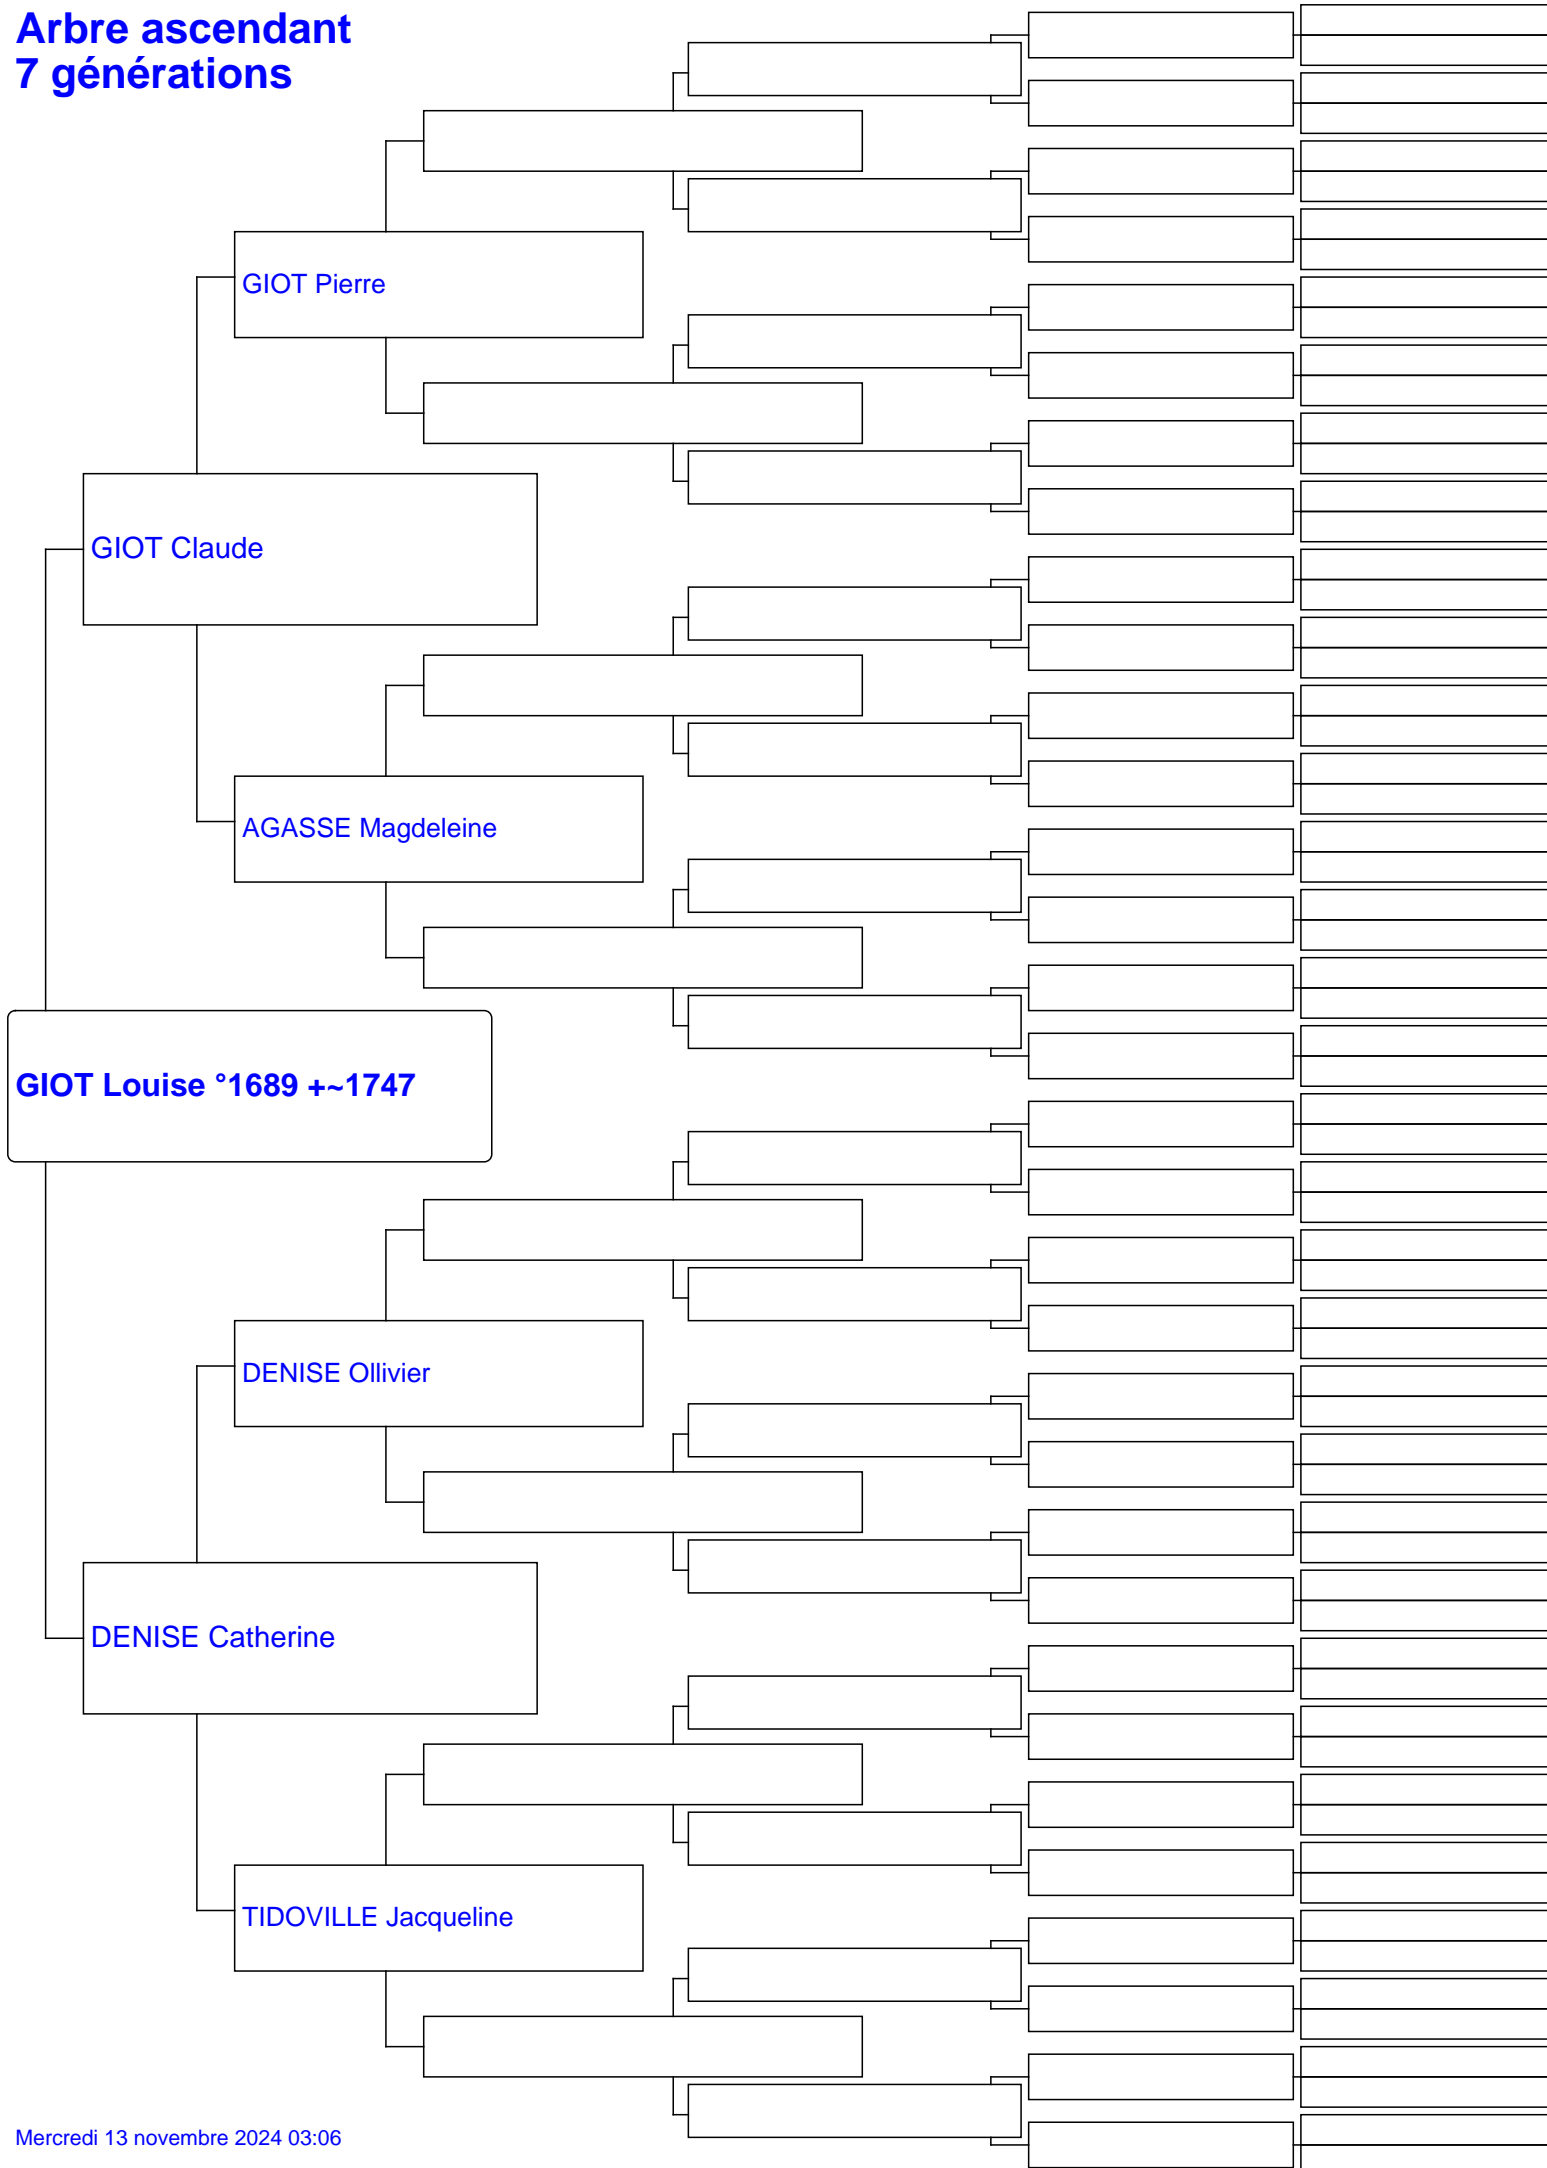 Arbre ascendant
7 générations
GIOT Pierre
GIOT Claude
AGASSE Magdeleine
GIOT Louise °1689 +~1747
DENISE Ollivier
DENISE Catherine
TIDOVILLE Jacqueline
Mercredi 13 novembre 2024 03:06